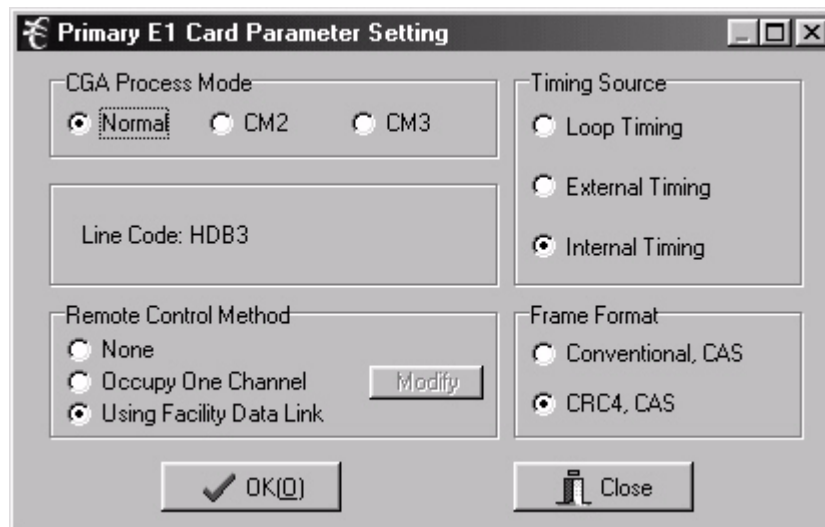 Primary E1 Card Parameter Setting
CGA Process Mode
Normal CM2 CM3
Line Code: HDB3
Remote Control Method
None
Occupy One Channel
Modify
Using Facility Data Link
Timing Source
Loop Timing
External Timing
Internal Timing
Frame Format
Conventional, CAS
CRC4, CAS
OK(O)
Close